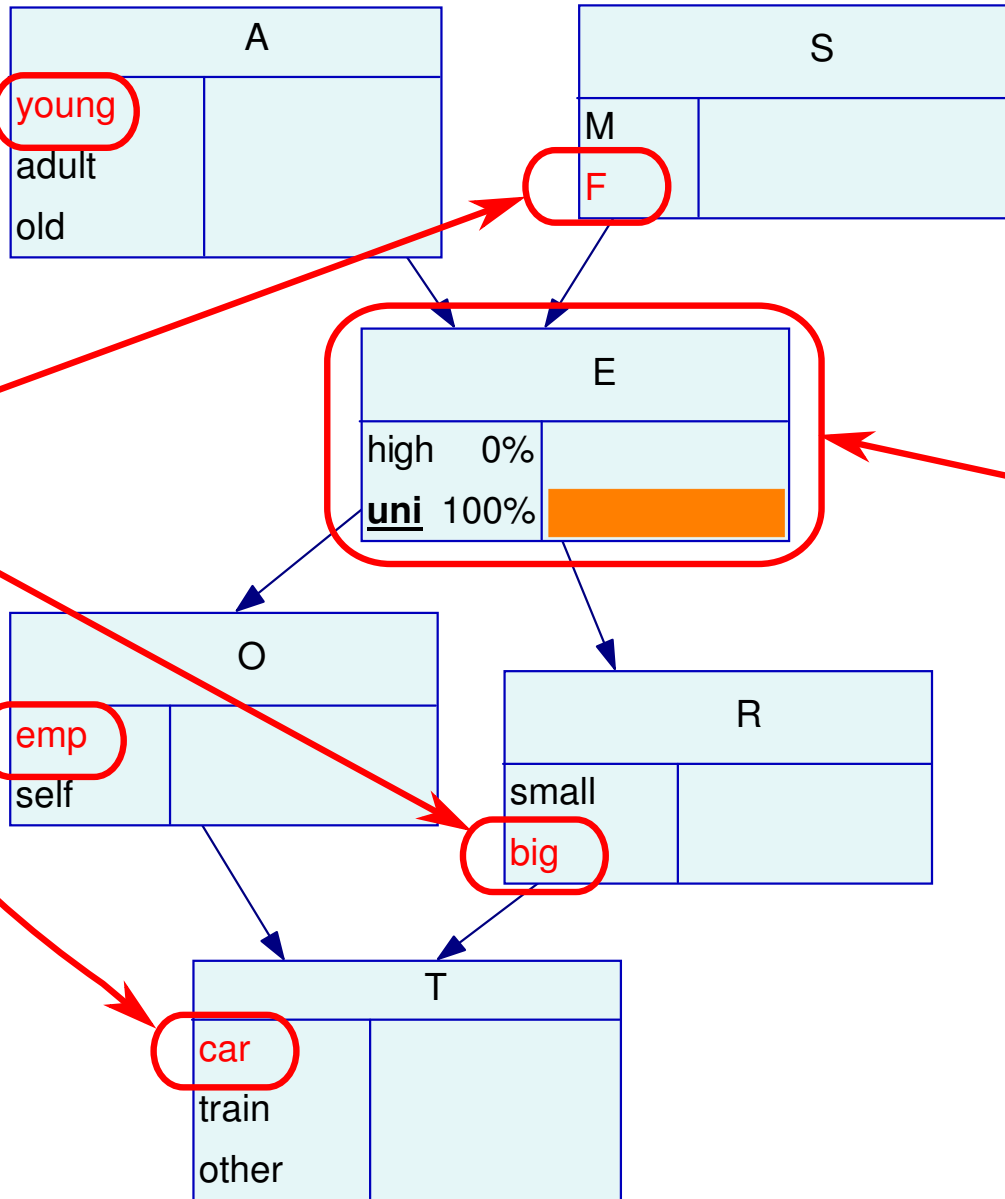 A
young
adult
old
S
M
F
E
high 0%
uni 100%
O
emp
self
R
small
big
T
car
train
other